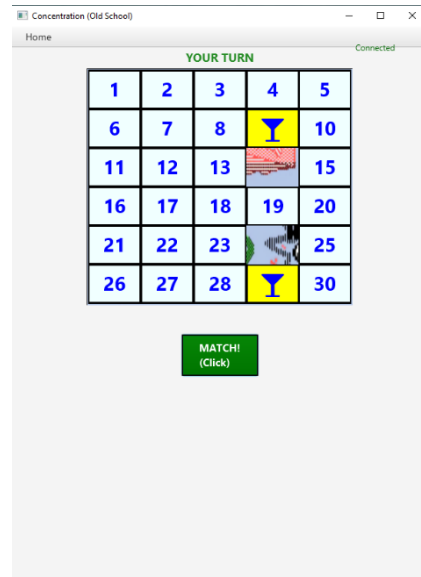 Concentration (Old School)
Home
Connected
YOUR TURN
1 2 3 4 5
6 7 8 10
11 12 13 15
16 17 18 19 20
21 22 23 25
26 27 28 30
MATCH!
(Click)